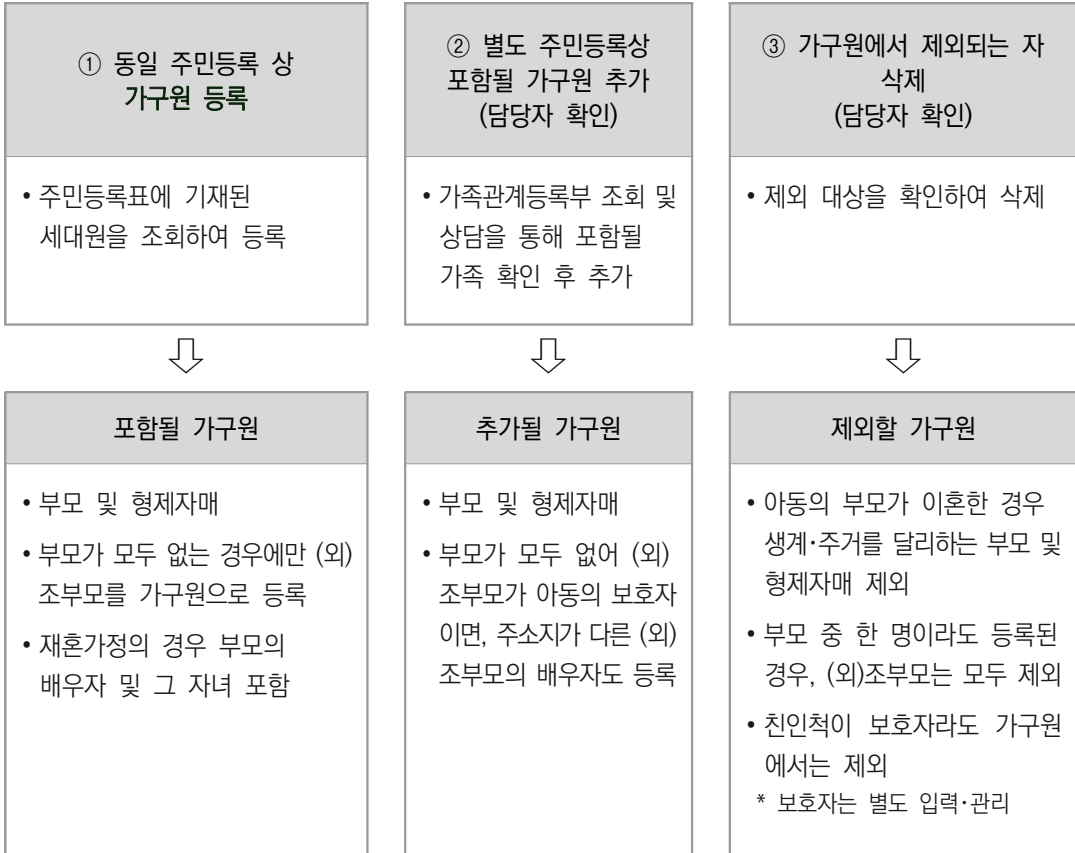 ① 동일 주민등록 상
가구원 등록
• 주민등록표에 기재된
세대원을 조회하여 등록
② 별도 주민등록상
포함될 가구원 추가
(담당자 확인)
• 가족관계등록부 조회 및
상담을 통해 포함될
가족 확인 후 추가
③ 가구원에서 제외되는 자
삭제
(담당자 확인)
• 제외 대상을 확인하여 삭제
포함될 가구원
• 부모 및 형제자매
• 부모가 모두 없는 경우에만 (외)
조부모를 가구원으로 등록
• 재혼가정의 경우 부모의
배우자 및 그 자녀 포함
추가될 가구원
• 부모 및 형제자매
• 부모가 모두 없어 (외)
조부모가 아동의 보호자
이면, 주소지가 다른 (외)
조부모의 배우자도 등록
제외할 가구원
• 아동의 부모가 이혼한 경우
생계·주거를 달리하는 부모 및
형제자매 제외
• 부모 중 한 명이라도 등록된
경우, (외)조부모는 모두 제외
• 친인척이 보호자라도 가구원
에서는 제외
* 보호자는 별도 입력·관리